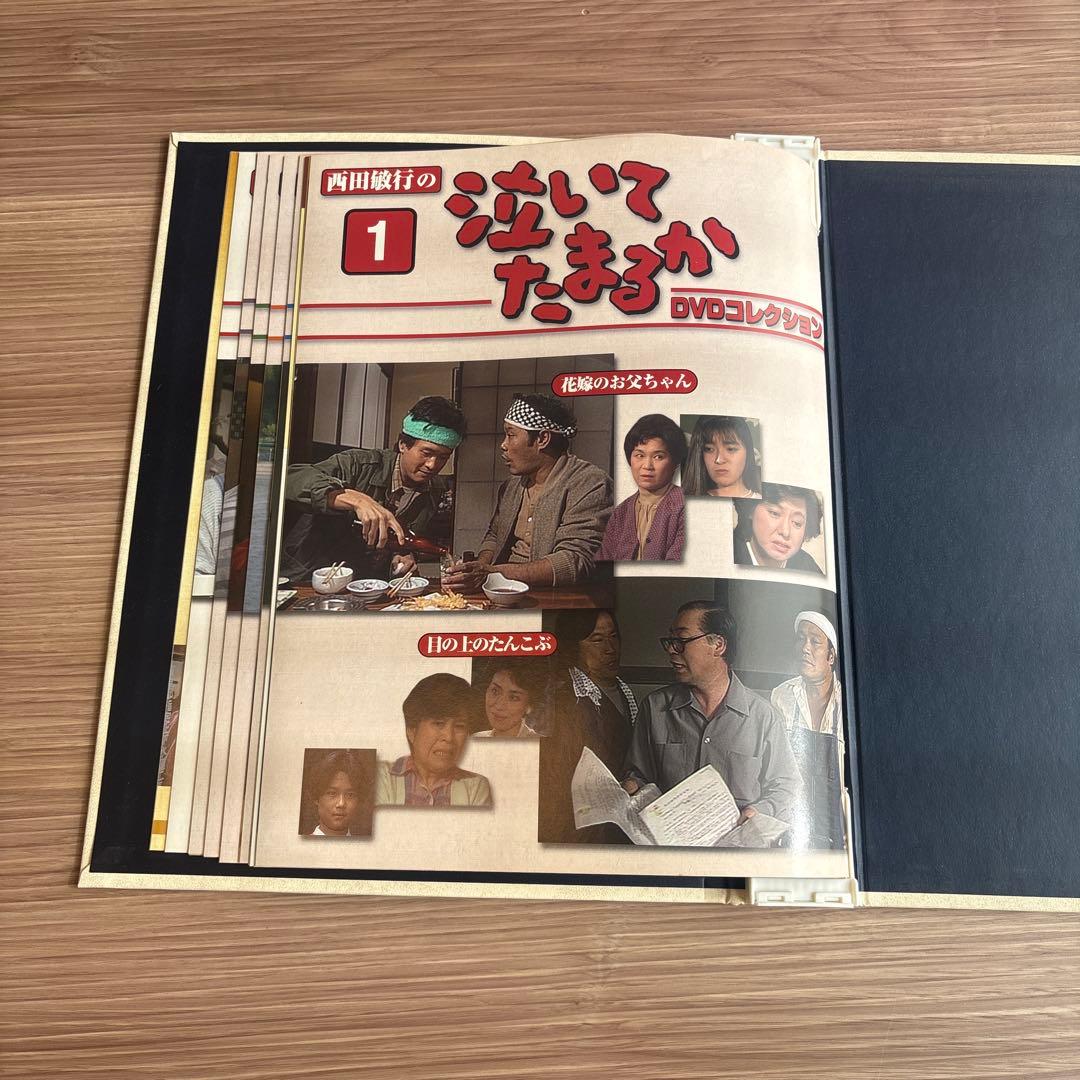 西田敏行の
1
泣いて
たまるか
DVDコレクション
花嫁のお父ちゃん
目の上のたんこぶ